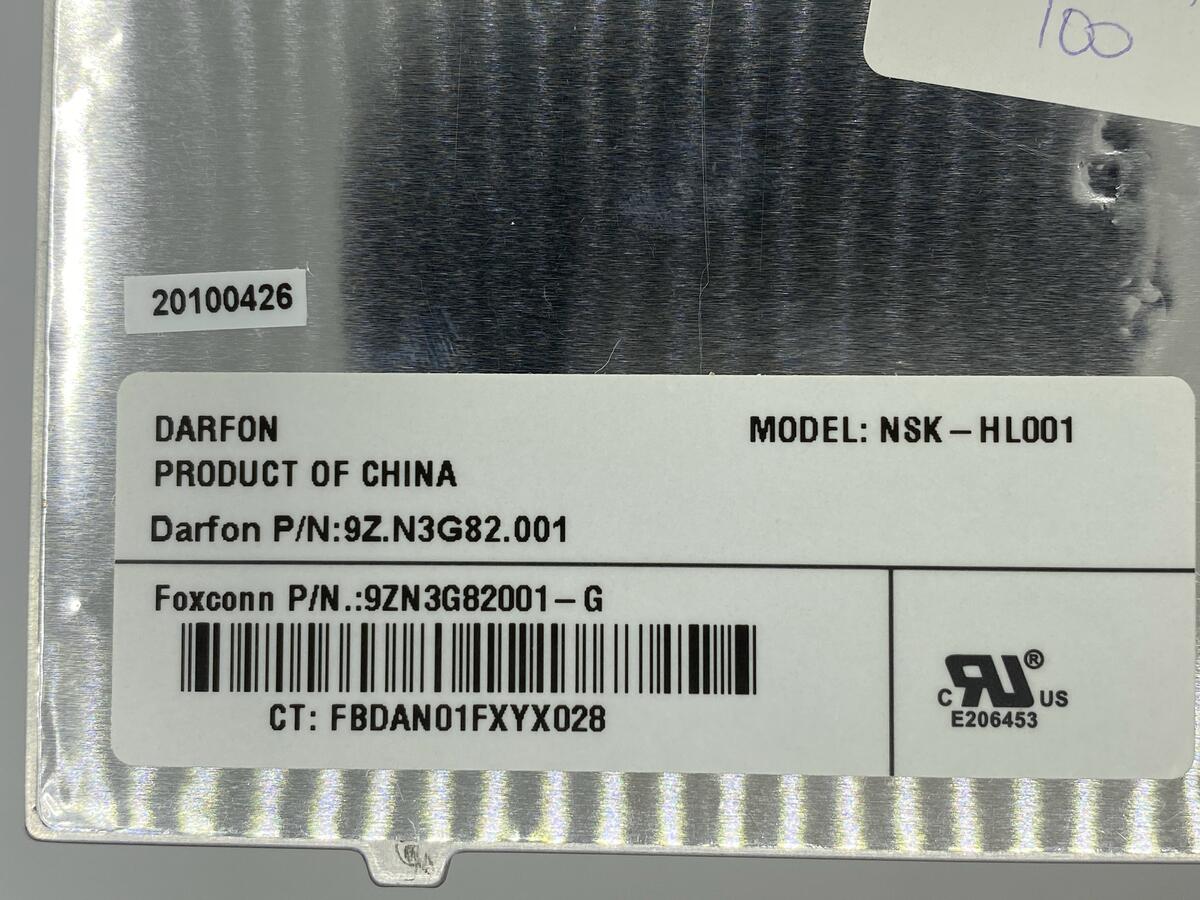 100
20100426
DARFON
MODEL: NSK-HL001
PRODUCT OF CHINA
Darfon P/N:9Z.N3G82.001
Foxconn P/N.:9ZN3G82001-G
CT: FBDAN01FXYX028
C RU® US
E206453